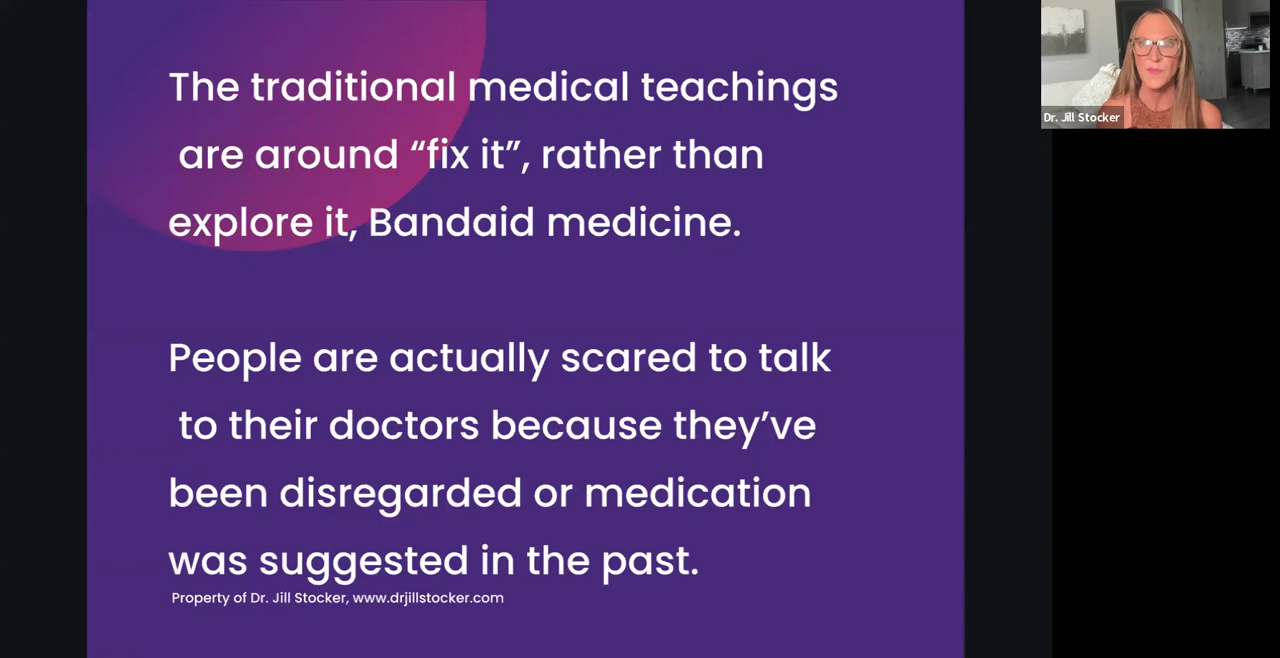 The traditional medical teachings
are around “fix it”, rather than
explore it, Bandaid medicine.
People are actually scared to talk
to their doctors because they’ve
been disregarded or medication
was suggested in the past.
Property of Dr. Jill Stocker, www.drjillstocker.com
Dr. Jill Stocker